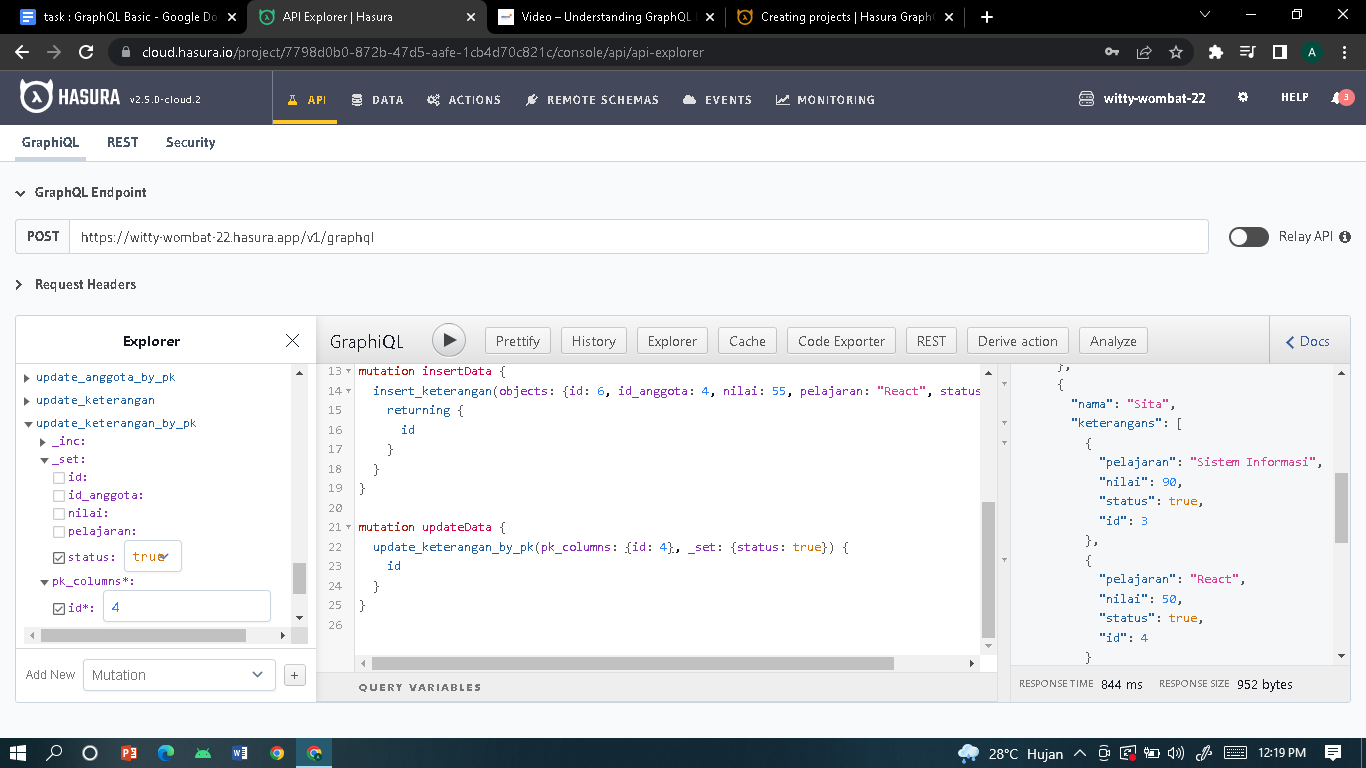 task : GraphQL Basic - Google Do
API Explorer | Hasura
Video – Understanding GraphQL
Creating projects | Hasura Graph
cloud.hasura.io/project/7798d0b0-872b-47d5-aafe-1cb4d70c821c/console/api/api-explorer
A
HASURA v2.5.0-cloud.2
API
DATA
ACTIONS
REMOTE SCHEMAS
EVENTS
MONITORING
witty-wombat-22
HELP
3
GraphiQL
REST
Security
GraphQL Endpoint
POST https://witty-wombat-22.hasura.app/v1/graphql
Relay API
Request Headers
Explorer
update_anggota_by_pk
update_keterangan
update_keterangan_by_pk
_inc:
_set:
id:
id_anggota:
nilai:
pelajaran:
status: true
pk_columns*:
id*: 4
Add New Mutation +
GraphiQL
Prettify
History
Explorer
Cache
Code Exporter
REST
Derive action
Analyze
Docs
13 mutation insertData {
14 insert_keterangan(objects: {id: 6, id_anggota: 4, nilai: 55, pelajaran: "React", status
15 returning {
16 id
17 }
18 }
19 }
20
21 mutation updateData {
22 update_keterangan_by_pk(pk_columns: {id: 4}, _set: {status: true}) {
23 id
24 }
25 }
26
QUERY VARIABLES
},
{
"nama": "Sita",
"keterangans": [
{
"pelajaran": "Sistem Informasi",
"nilai": 90,
"status": true,
"id": 3
},
{
"pelajaran": "React",
"nilai": 50,
"status": true,
"id": 4
}
RESPONSE TIME 844 ms RESPONSE SIZE 952 bytes
28°C Hujan
12:19 PM